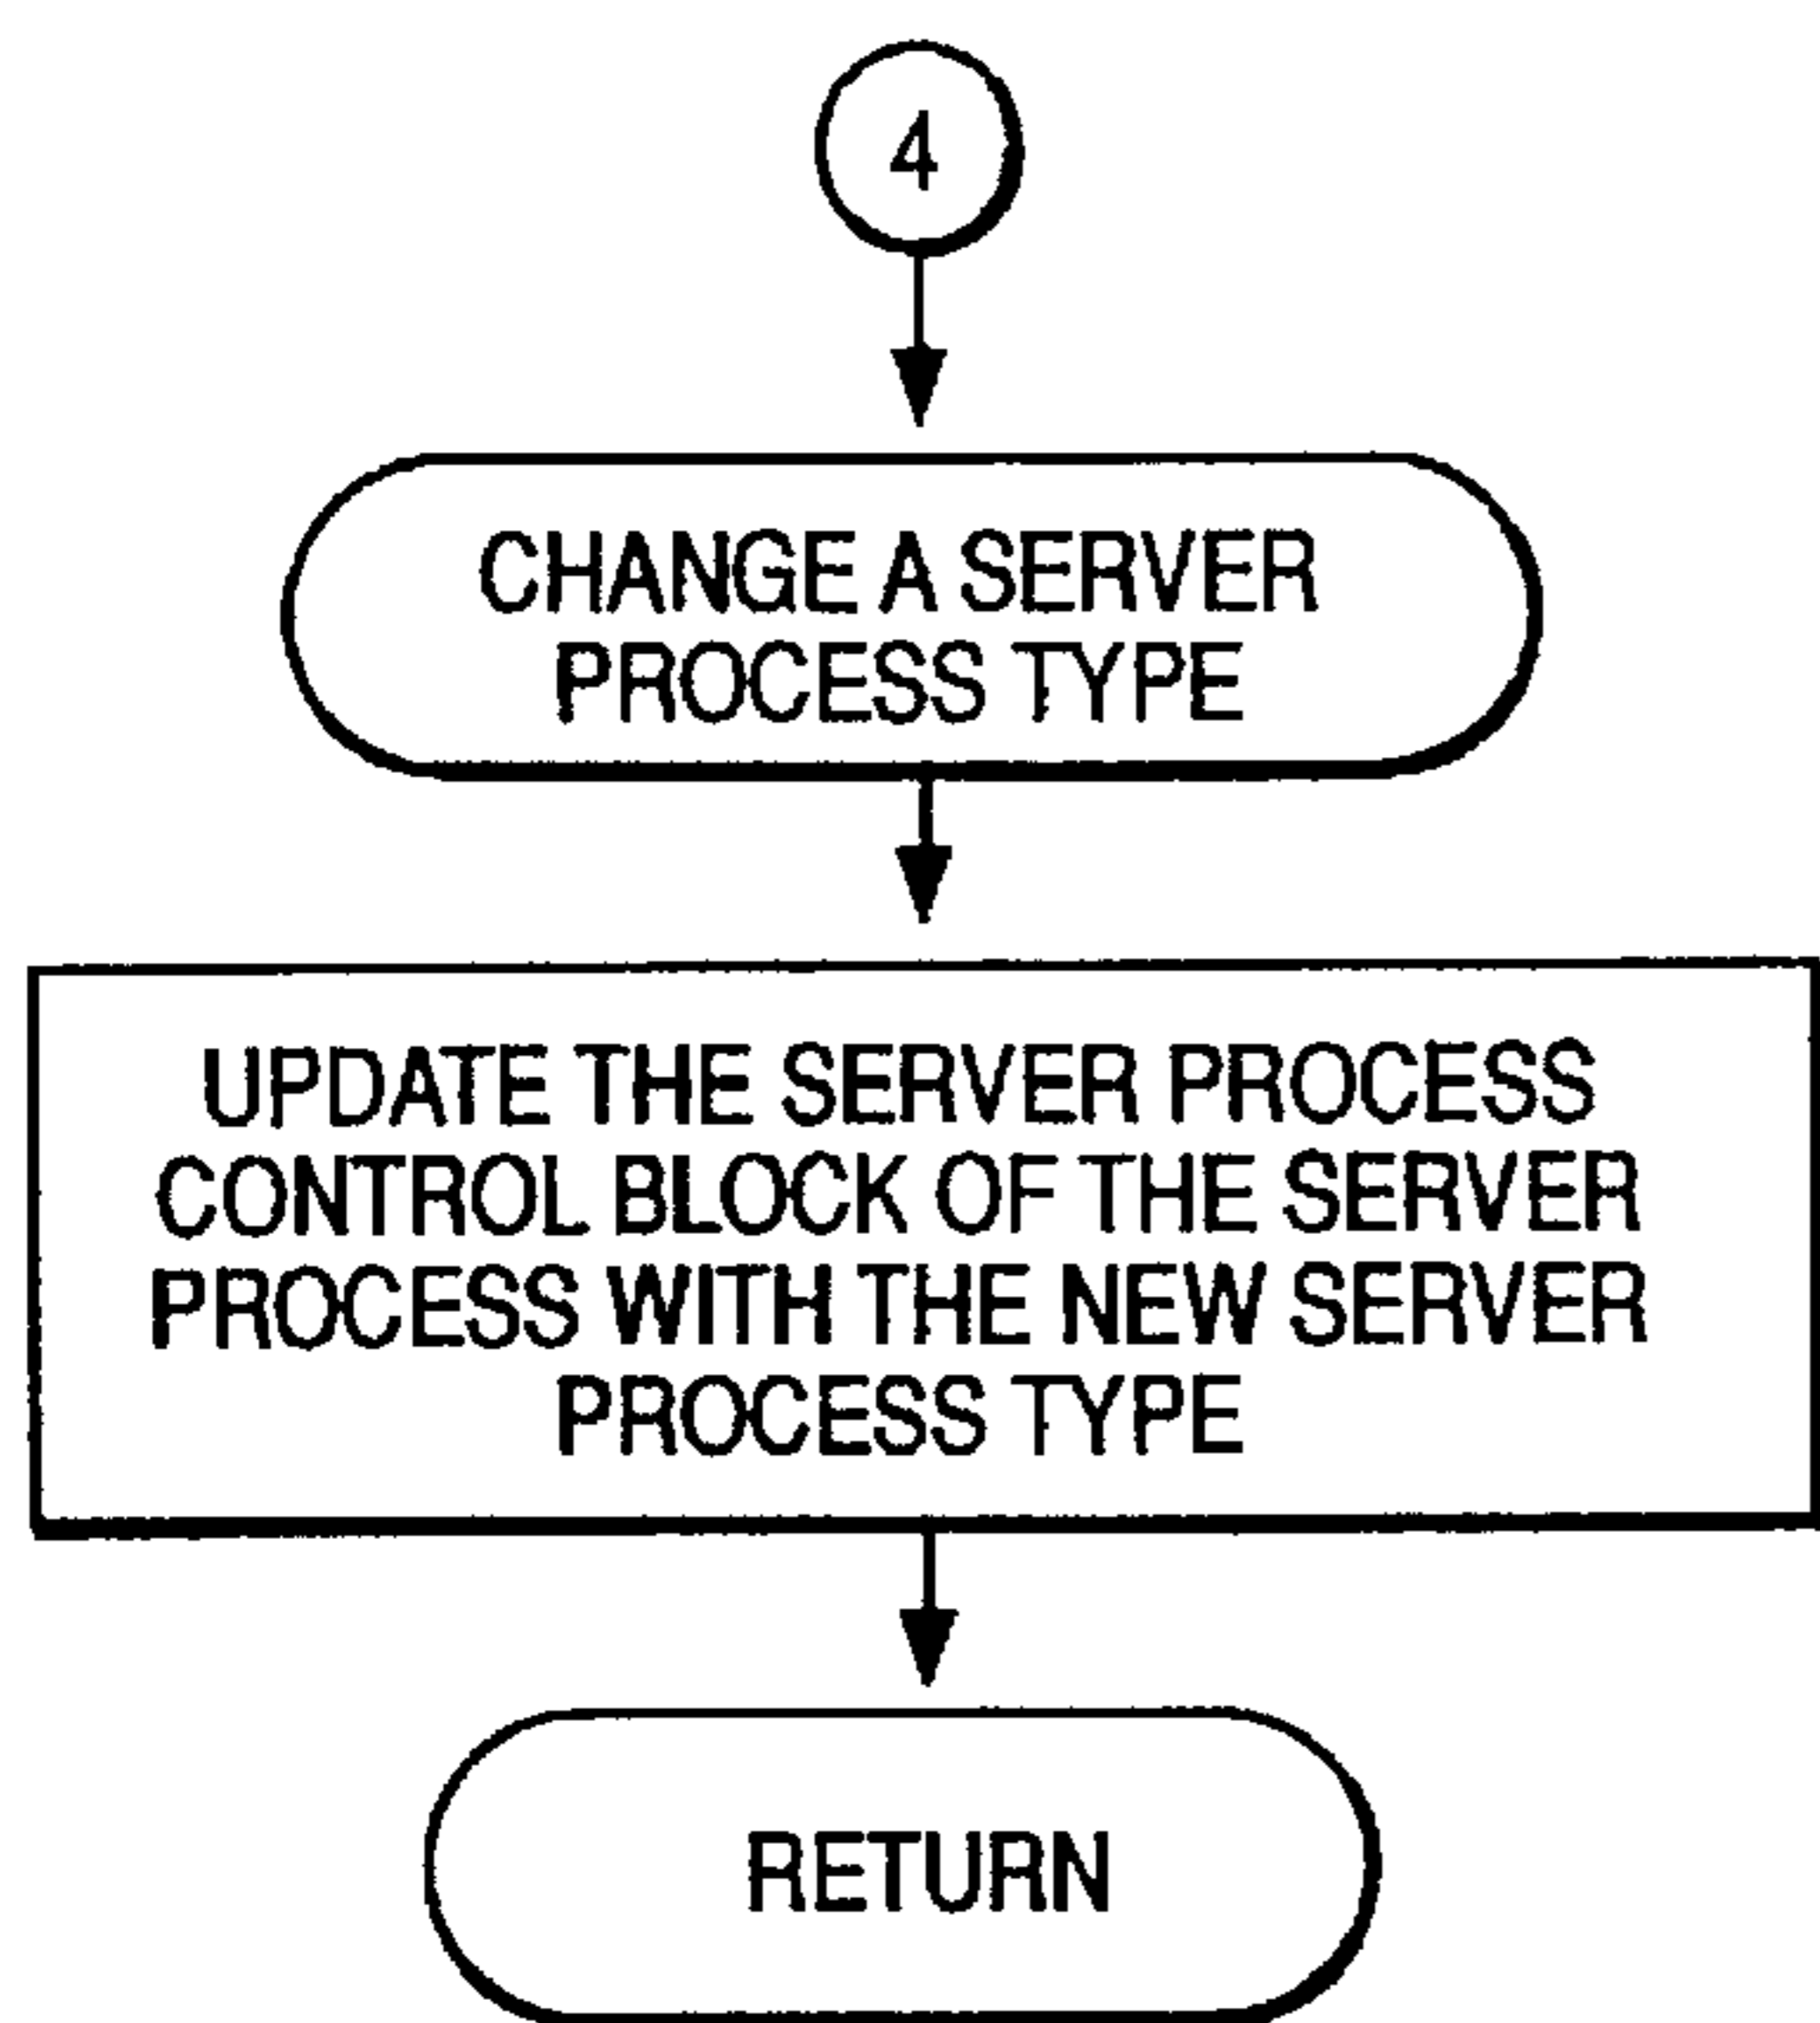 4
CHANGE A SERVER
PROCESS TYPE
UPDATE THE SERVER PROCESS
CONTROL BLOCK OF THE SERVER
PROCESS WITH THE NEW SERVER
PROCESS TYPE
RETURN